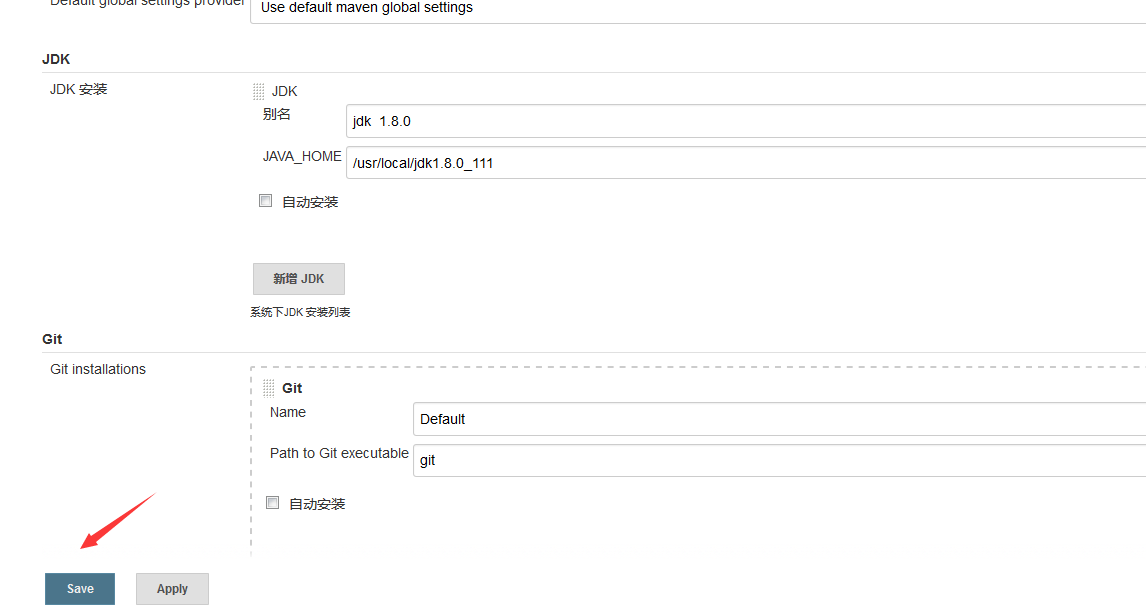 Default global settings provider
Use default maven global settings
JDK
JDK 安装
JDK
别名
jdk  1.8.0
JAVA_HOME
/usr/local/jdk1.8.0_111
自动安装
新增 JDK
系统下JDK 安装列表
Git
Git installations
Git
Name
Default
Path to Git executable
git
自动安装
Save
Apply